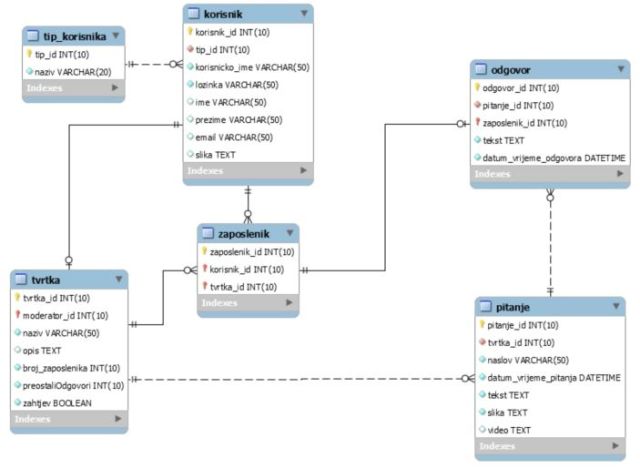 tip_korisnika
tip_id INT(10)
naziv VARCHAR(20)
Indexes
korisnik
korisnik_id INT(10)
tip_id INT(10)
korisnicko_ime VARCHAR(50)
lozinka VARCHAR(50)
ime VARCHAR(50)
prezime VARCHAR(50)
email VARCHAR(50)
slika TEXT
Indexes
odgovor
odgovor_id INT(10)
pitanje_id INT(10)
zaposlenik_id INT(10)
tekst TEXT
datum_vrijeme_odgovora DATETIME
Indexes
zaposlenik
zaposlenik_id INT(10)
korisnik_id INT(10)
tvrtka_id INT(10)
Indexes
tvrtka
tvrtka_id INT(10)
moderator_id INT(10)
naziv VARCHAR(50)
opis TEXT
broj_zaposlenika INT(10)
preostaliOdgovori INT(10)
zahtjev BOOLEAN
Indexes
pitanje
pitanje_id INT(10)
tvrtka_id INT(10)
naslov VARCHAR(50)
datum_vrijeme_pitanja DATETIME
tekst TEXT
slika TEXT
video TEXT
Indexes